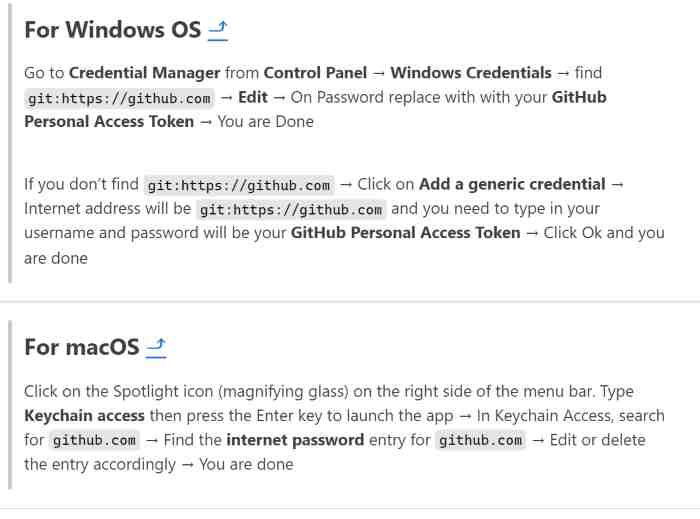 For Windows OS
Go to Credential Manager from Control Panel → Windows Credentials → find
git:https://github.com → Edit → On Password replace with with your GitHub
Personal Access Token → You are Done
If you don’t find git:https://github.com → Click on Add a generic credential →
Internet address will be git:https://github.com and you need to type in your
username and password will be your GitHub Personal Access Token → Click Ok and you
are done
For macOS
Click on the Spotlight icon (magnifying glass) on the right side of the menu bar. Type
Keychain access then press the Enter key to launch the app → In Keychain Access, search
for github.com → Find the internet password entry for github.com → Edit or delete
the entry accordingly → You are done